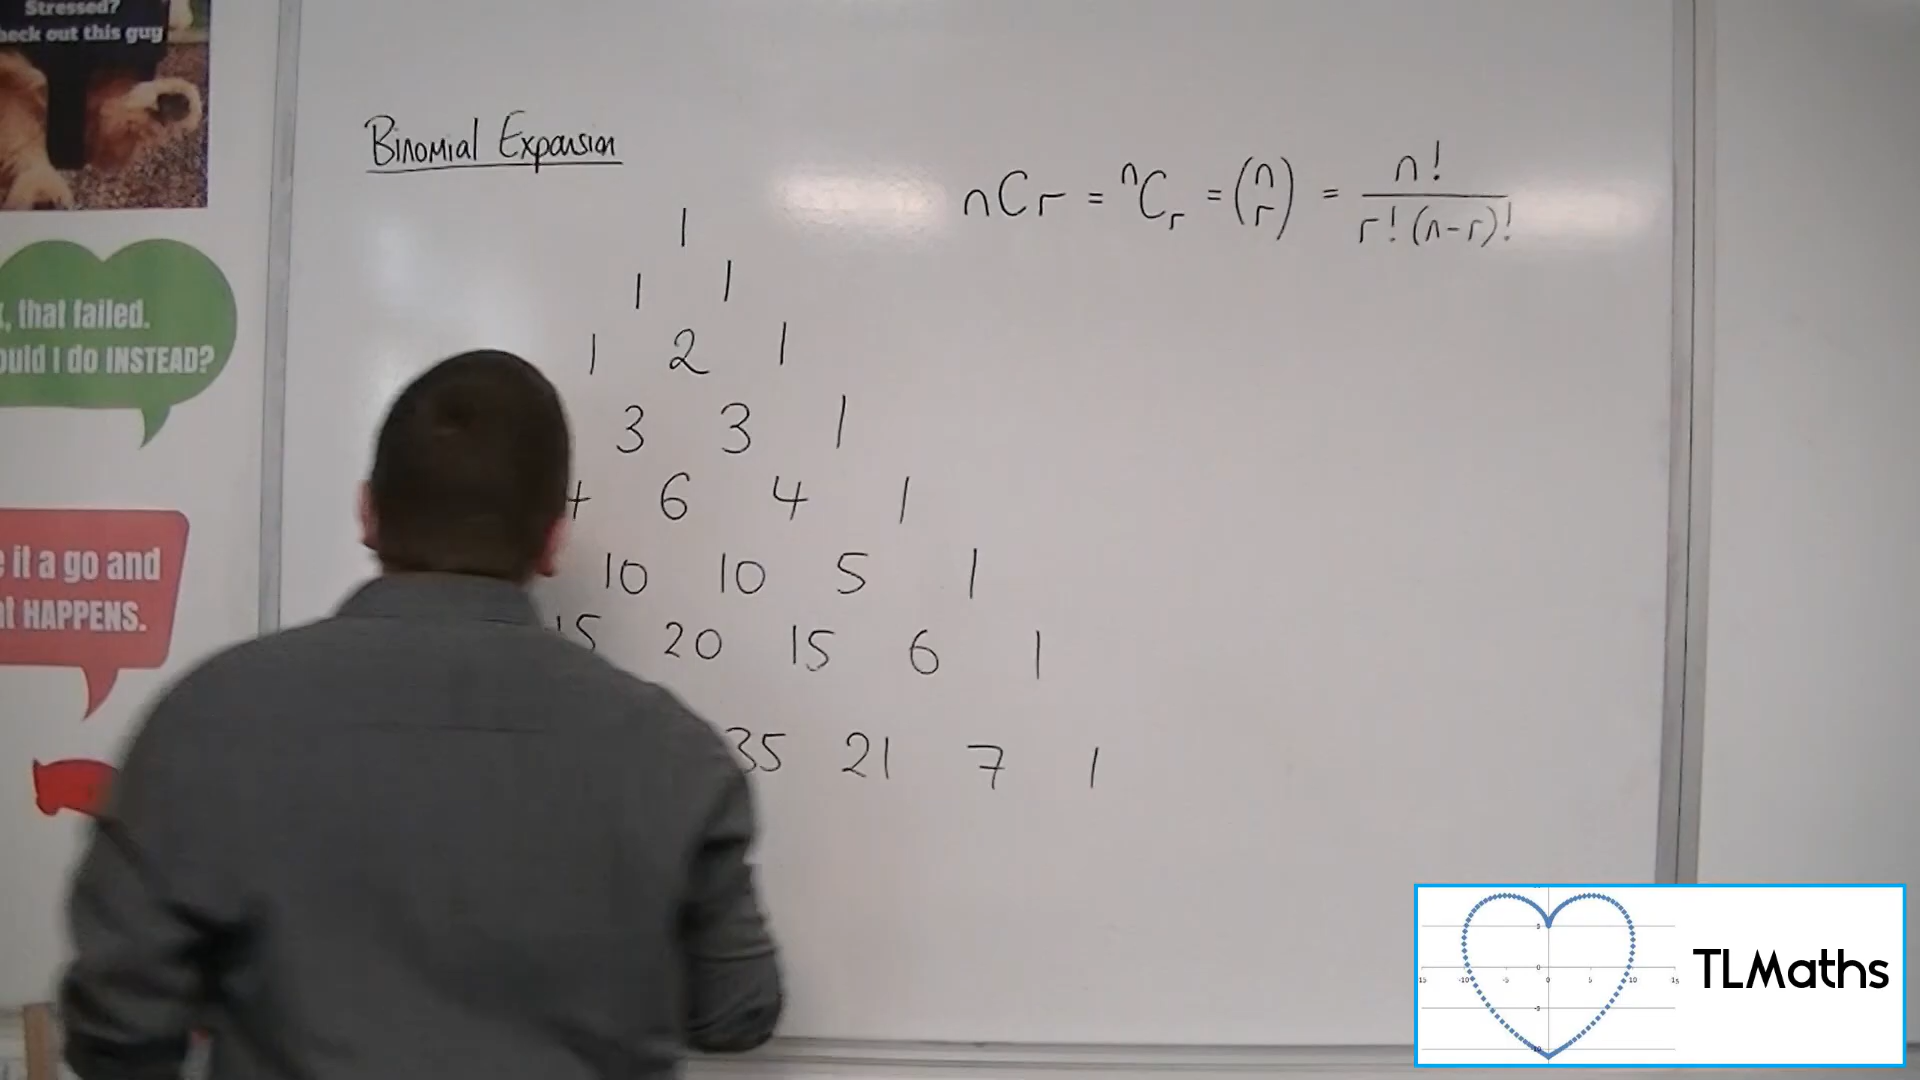 Stressed?
heck out this guy
Binomial Expansion
nCr = ⁿCᵣ = (n r) = n! / r!(n-r)!
1
1 1
1 2 1
3 3 1
4 6 4 1
10 10 5 1
15 20 15 6 1
35 21 7 1
, that failed.
ould I do INSTEAD?
it a go and
HAPPENS.
TLMaths